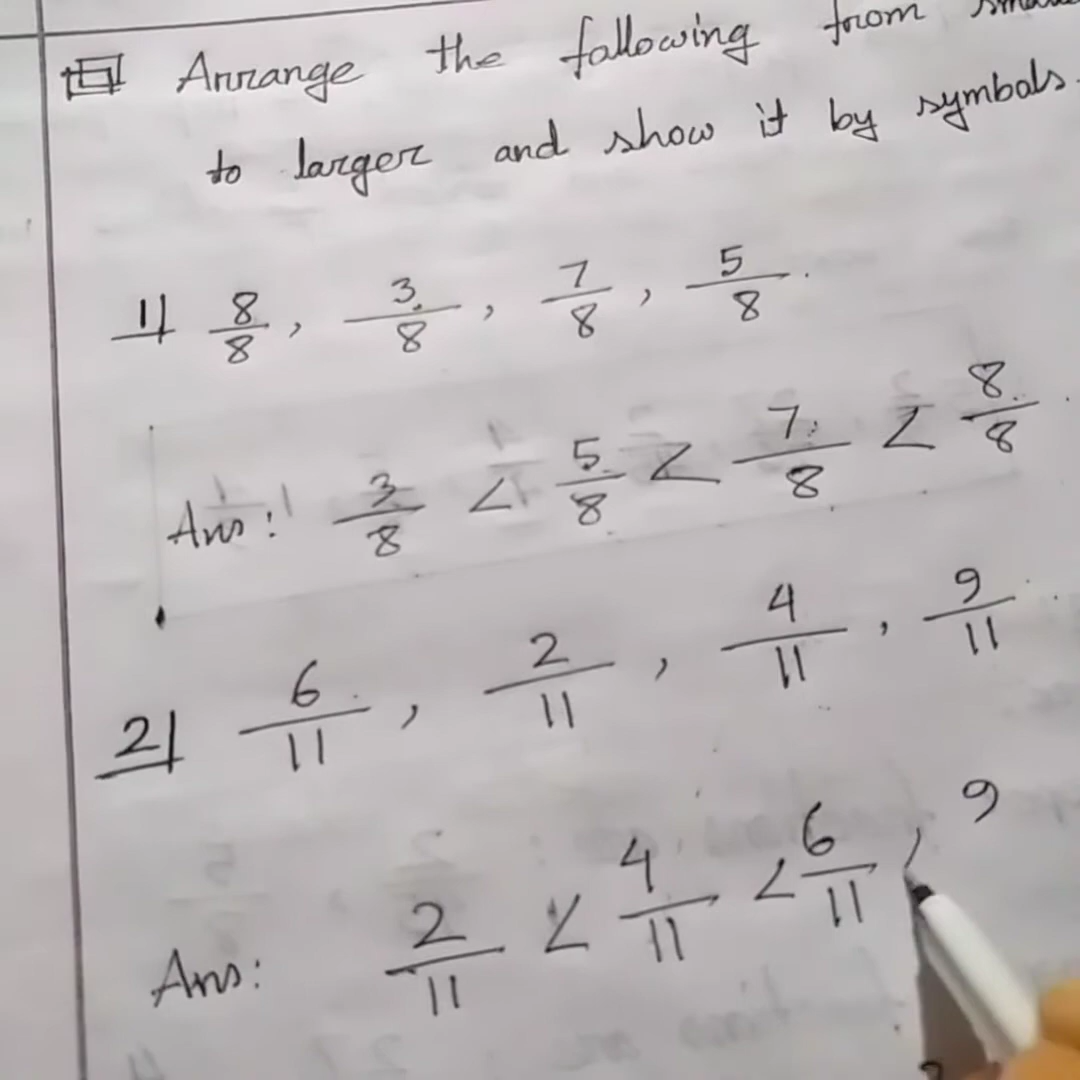 Arrange the fallowing from
to larger and show it by symbols.
1) 8/8, 3/8, 7/8, 5/8.
Ans: 3/8 < 5/8 < 7/8 < 8/8.
2) 6/11, 2/11, 4/11, 9/11.
Ans: 2/11 < 4/11 < 6/11 < 9